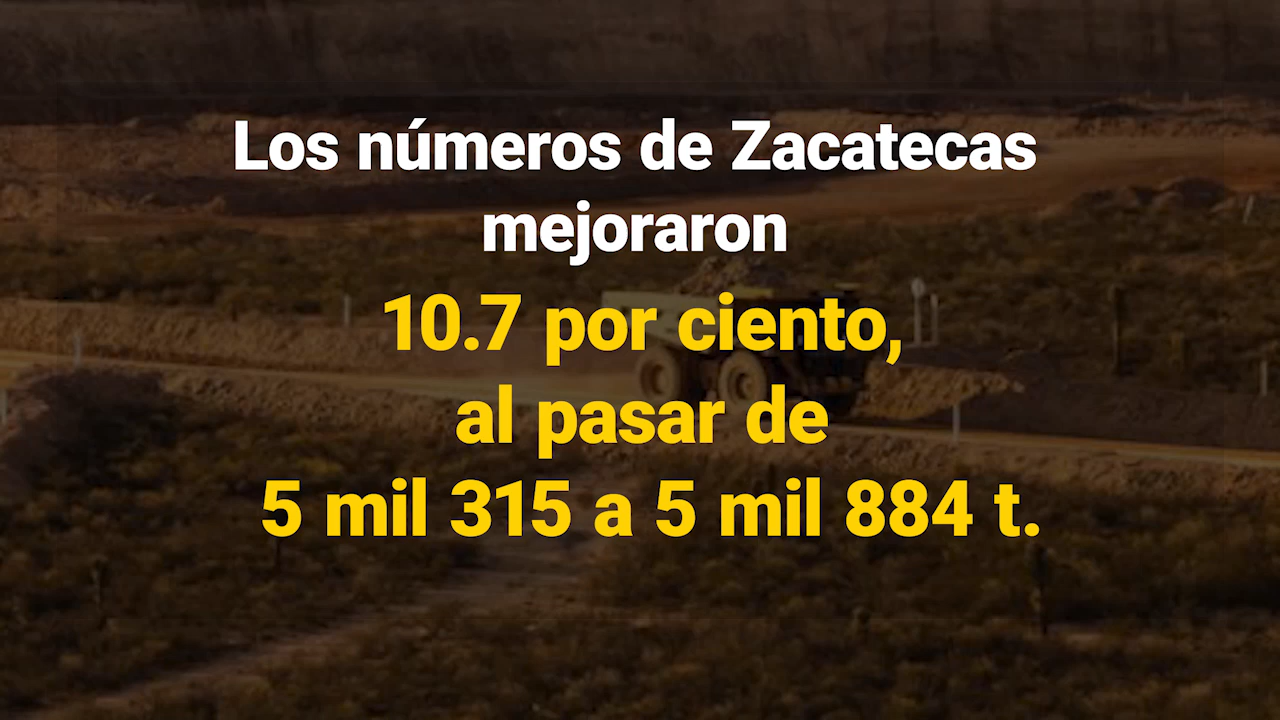 Los números de Zacatecas
mejoraron
10.7 por ciento,
al pasar de
5 mil 315 a 5 mil 884 t.